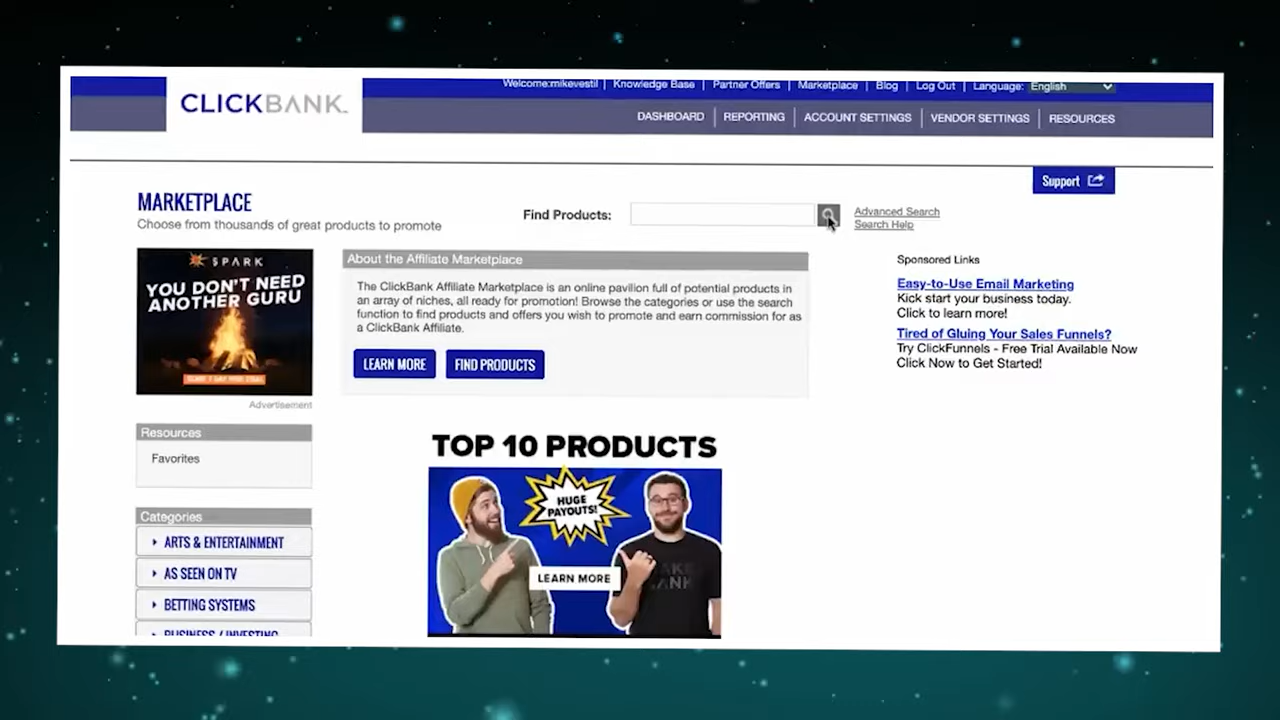 Welcome:mikevestil | Knowledge Base | Partner Offers | Marketplace | Blog | Log Out | Language: English
CLICKBANK
DASHBOARD | REPORTING | ACCOUNT SETTINGS | VENDOR SETTINGS | RESOURCES
Support
MARKETPLACE
Choose from thousands of great products to promote
Find Products:
Advanced Search
Search Help
SPARK
YOU DON'T NEED
ANOTHER GURU
Advertisement
About the Affiliate Marketplace
The ClickBank Affiliate Marketplace is an online pavilion full of potential products in
an array of niches, all ready for promotion! Browse the categories or use the search
function to find products and offers you wish to promote and earn commission for as
a ClickBank Affiliate.
LEARN MORE
FIND PRODUCTS
Sponsored Links
Easy-to-Use Email Marketing
Kick start your business today.
Click to learn more!
Tired of Gluing Your Sales Funnels?
Try ClickFunnels - Free Trial Available Now
Click Now to Get Started!
Resources
Favorites
Categories
ARTS & ENTERTAINMENT
AS SEEN ON TV
BETTING SYSTEMS
BUSINESS / INVESTING
TOP 10 PRODUCTS
HUGE
PAYOUTS!
LEARN MORE